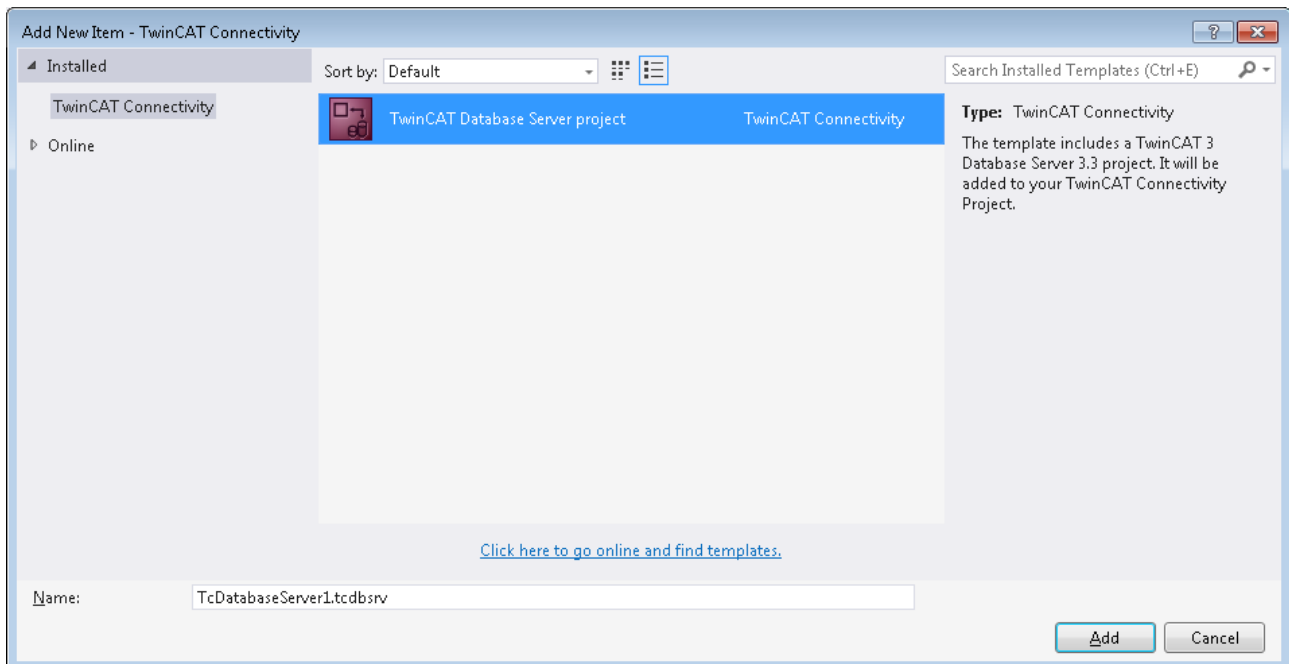 Add New Item - TwinCAT Connectivity
Installed
TwinCAT Connectivity
Online
Sort by: Default
Search Installed Templates (Ctrl+E)
TwinCAT Database Server project TwinCAT Connectivity
Type: TwinCAT Connectivity
The template includes a TwinCAT 3
Database Server 3.3 project. It will be
added to your TwinCAT Connectivity
Project.
Click here to go online and find templates.
Name: TcDatabaseServer1.tcdbsrv
Add Cancel